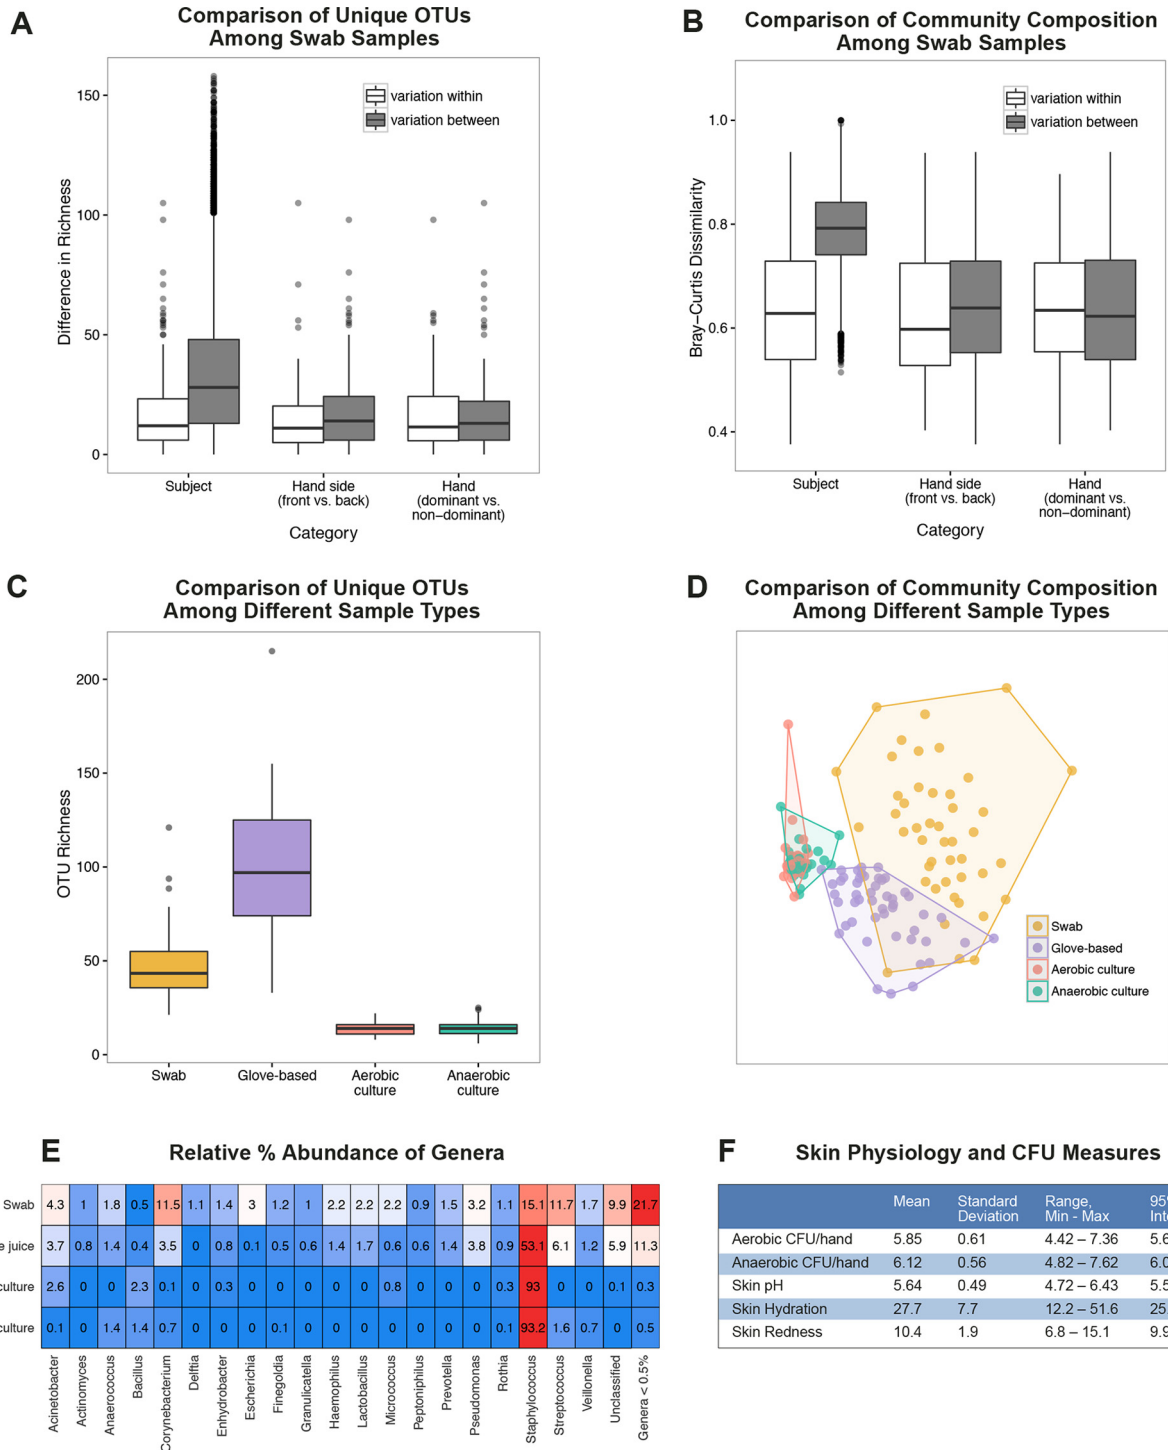 A
Comparison of Unique OTUs
Among Swab Samples
Difference in Richness
150
100
50
0
variation within
variation between
Subject
Hand side
(front vs. back)
Hand
(dominant vs.
non-dominant)
Category
B
Comparison of Community Composition
Among Swab Samples
Bray-Curtis Dissimilarity
1.0
0.8
0.6
0.4
variation within
variation between
Subject
Hand side
(front vs. back)
Hand
(dominant vs.
non-dominant)
Category
C
Comparison of Unique OTUs
Among Different Sample Types
OTU Richness
200
150
100
50
0
Swab
Glove-based
Aerobic
culture
Anaerobic
culture
D
Comparison of Community Composition
Among Different Sample Types
Swab
Glove-based
Aerobic culture
Anaerobic culture
E
Relative % Abundance of Genera
Swab 4.3 1 1.8 0.5 11.5 1.1 1.4 3 1.2 1 2.2 2.2 2.2 0.9 1.5 3.2 1.1 15.1 11.7 1.7 9.9 21.7
e juice 3.7 0.8 1.4 0.4 3.5 0 0.8 0.1 0.5 0.6 1.4 1.7 0.6 0.6 1.4 3.8 0.9 53.1 6.1 1.2 5.9 11.3
culture 2.6 0 0 2.3 0.1 0 0.3 0 0 0 0 0 0.8 0 0 0 0.3 93 0 0 0.1 0.3
culture 0.1 0 1.4 1.4 0.7 0 0 0 0.1 0 0 0 0 0 0 0 0.1 93.2 1.6 0.7 0 0.5
Acinetobacter
Actinomyces
Anaerococcus
Bacillus
Corynebacterium
Delftia
Enhydrobacter
Escherichia
Finegoldia
Granulicatella
Haemophilus
Lactobacillus
Micrococcus
Peptoniphilus
Prevotella
Pseudomonas
Rothia
Staphylococcus
Streptococcus
Veillonella
Unclassified
Genera < 0.5%
F
Skin Physiology and CFU Measures
Mean Standard Deviation Range, Min - Max 95%
Aerobic CFU/hand 5.85 0.61 4.42 – 7.36 5.6
Anaerobic CFU/hand 6.12 0.56 4.82 – 7.62 6.0
Skin pH 5.64 0.49 4.72 – 6.43 5.5
Skin Hydration 27.7 7.7 12.2 – 51.6 25.
Skin Redness 10.4 1.9 6.8 – 15.1 9.9